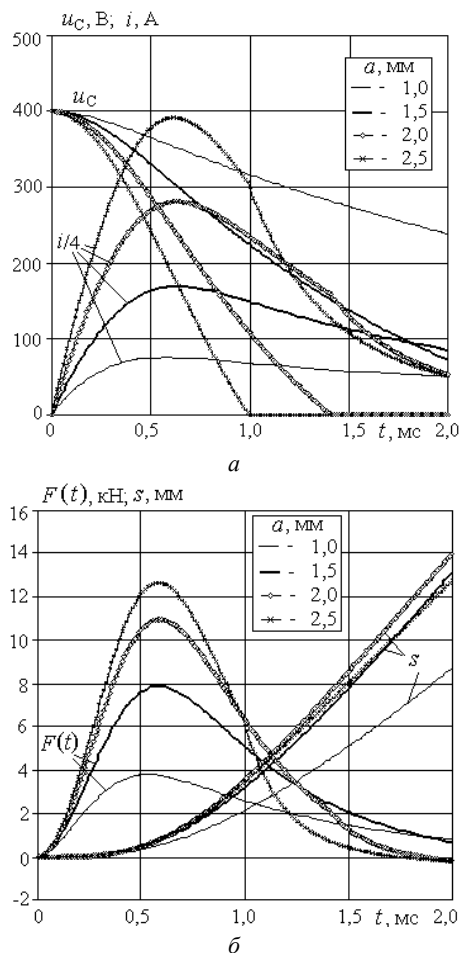 u_C, В; i, А
500
a, мм
- 1,0
- 1,5
- 2,0
- 2,5
u_C
400
300
i/4
200
100
0
0 0,5 1,0 1,5 t, мс 2,0
а
F(t), кН; s, мм
16
a, мм
- 1,0
- 1,5
- 2,0
- 2,5
14
12
10
s
8
6
F(t)
4
2
0
-2
0 0,5 1,0 1,5 t, мс 2,0
б